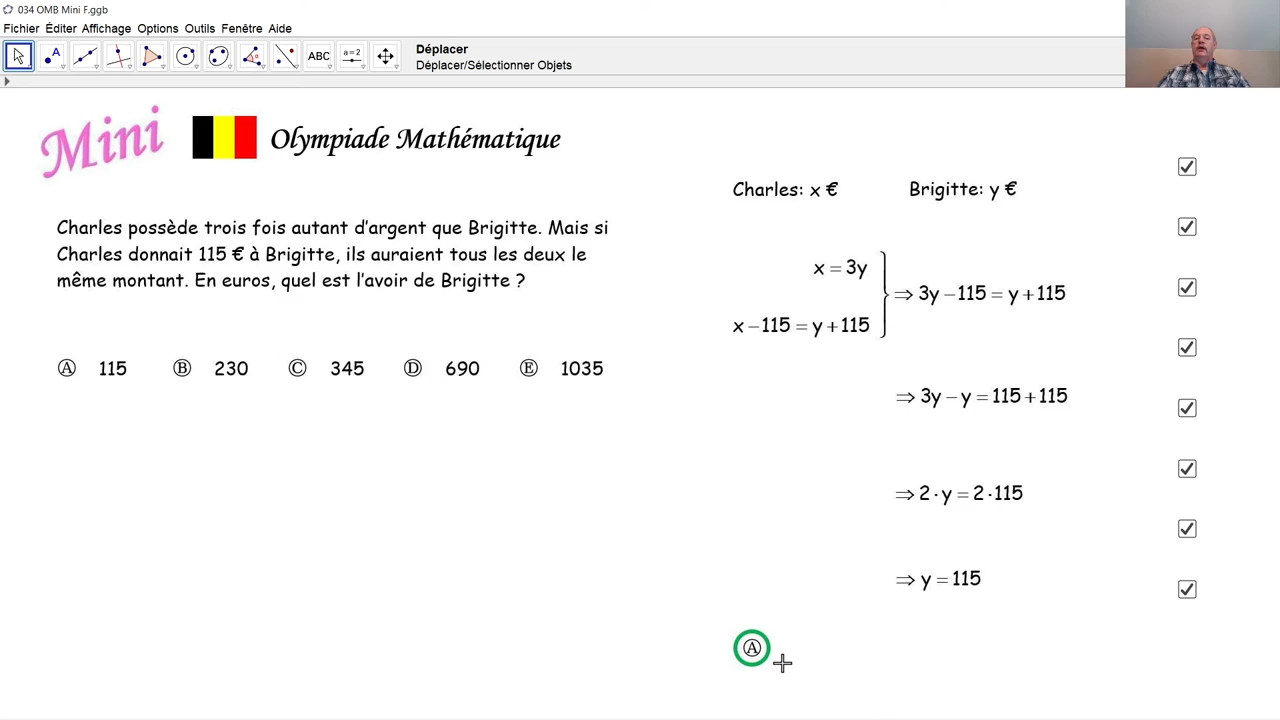 034 OMB Mini F.ggb
Fichier Éditer Affichage Options Outils Fenêtre Aide
A ABC a=2
Déplacer
Déplacer/Sélectionner Objets
Mini Olympiade Mathématique
Charles possède trois fois autant d'argent que Brigitte. Mais si
Charles donnait 115 € à Brigitte, ils auraient tous les deux le
même montant. En euros, quel est l'avoir de Brigitte ?
Ⓐ 115 Ⓑ 230 Ⓒ 345 Ⓓ 690 Ⓔ 1035
Charles: x € Brigitte: y €
x = 3y
x − 115 = y + 115
⇒ 3y − 115 = y + 115
⇒ 3y − y = 115 + 115
⇒ 2 · y = 2 · 115
⇒ y = 115
Ⓐ